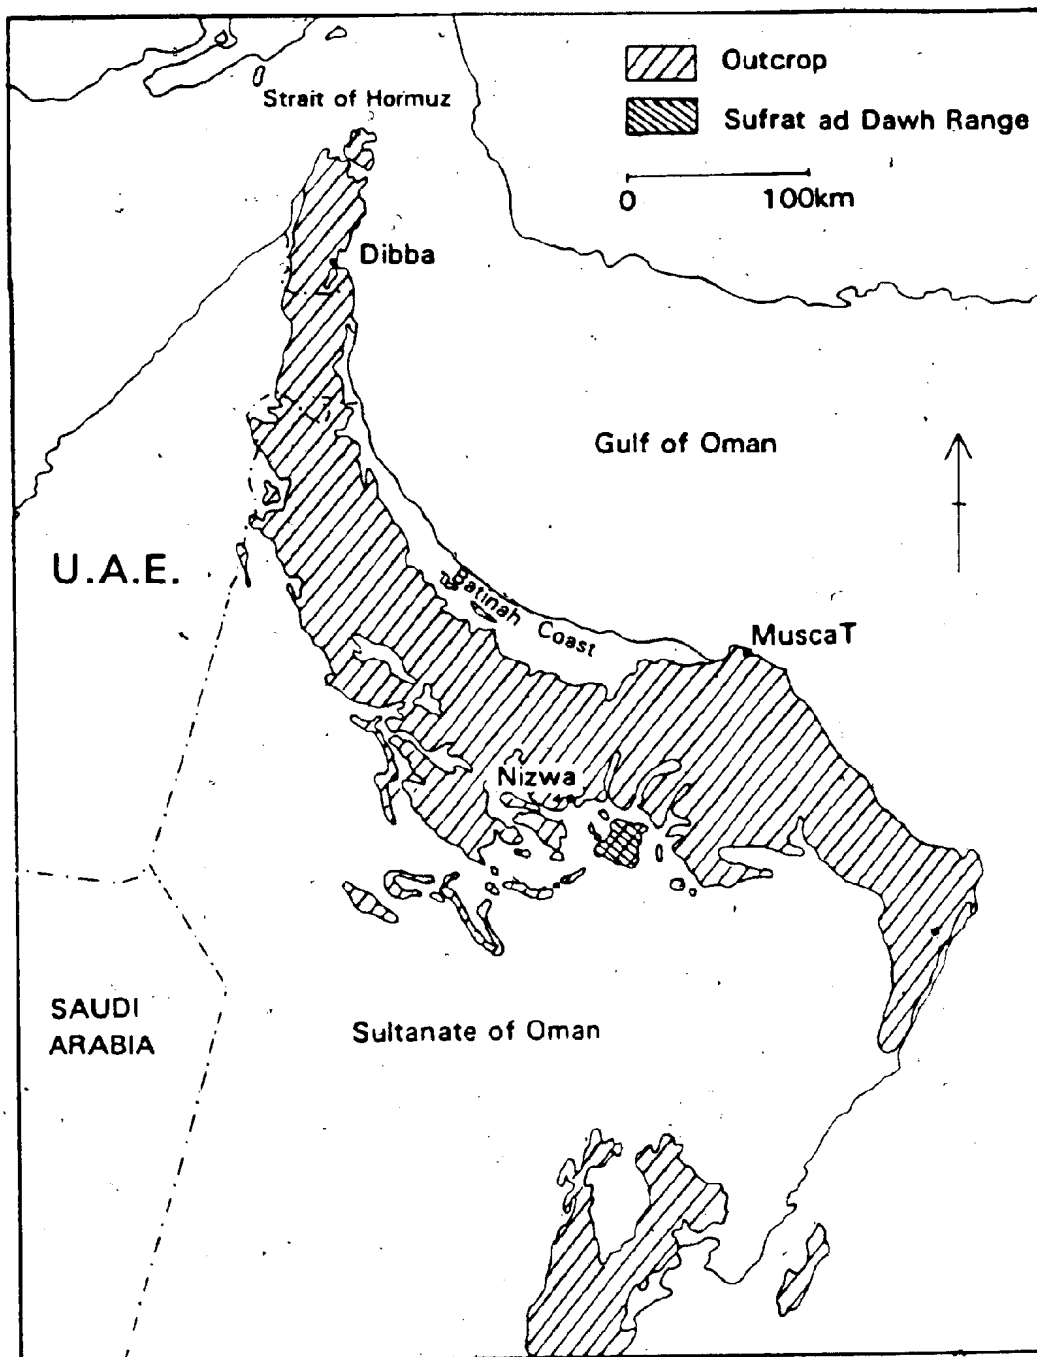 Outcrop
Strait of Hormuz
Sufrat ad Dawh Range
0 100km
Dibba
Gulf of Oman
U.A.E.
Batinah Coast
MuscaT
Nizwa
SAUDI
ARABIA
Sultanate of Oman